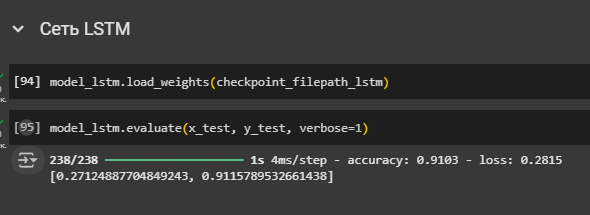 Сеть LSTM
[94] model_lstm.load_weights(checkpoint_filepath_lstm)
к.
[95] model_lstm.evaluate(x_test, y_test, verbose=1)
к.
238/238 ━━━━━━━━━━━━━━━━━━━━ 1s 4ms/step - accuracy: 0.9103 - loss: 0.2815
[0.27124887704849243, 0.9115789532661438]